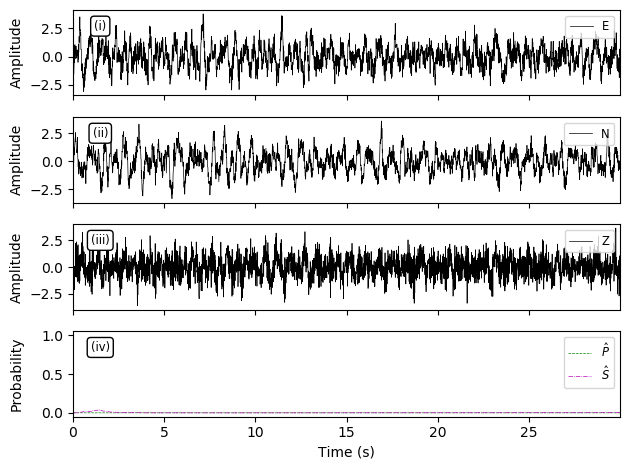 Amplitude
2.5
0.0
−2.5
(i)
E
Amplitude
2.5
0.0
−2.5
(ii)
N
Amplitude
2.5
0.0
−2.5
(iii)
Z
Probability
1.0
0.5
0.0
(iv)
P̂
Ŝ
0 5 10 15 20 25
Time (s)